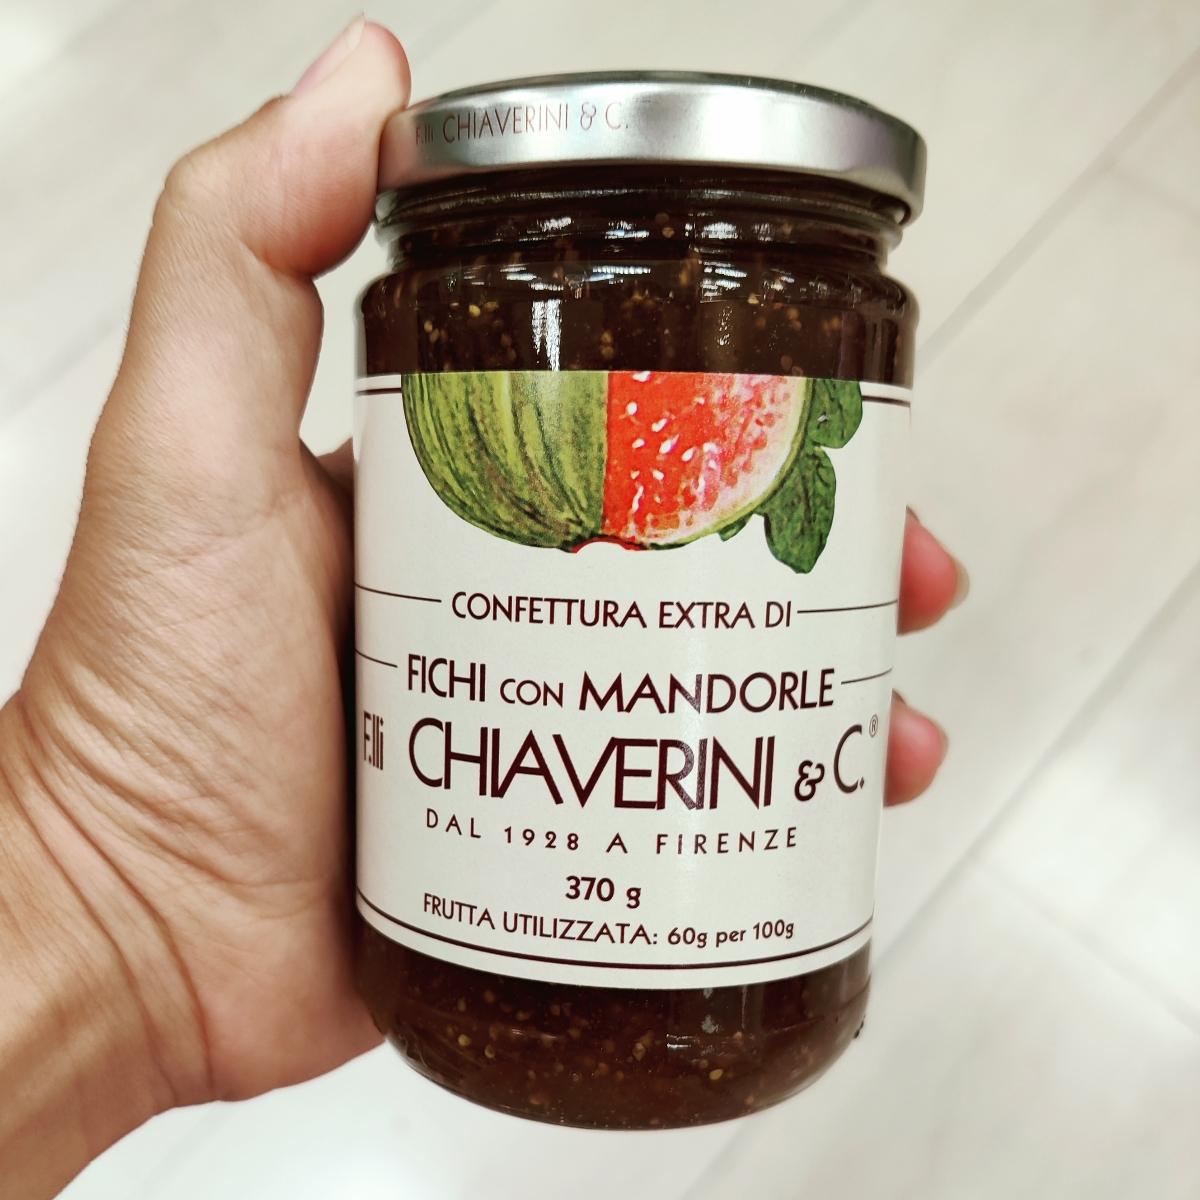 F.lli CHIAVERINI & C.
CONFETTURA EXTRA DI
FICHI CON MANDORLE
F.lli CHIAVERINI & C.®
DAL 1928 A FIRENZE
370 g
FRUTTA UTILIZZATA: 60g per 100g